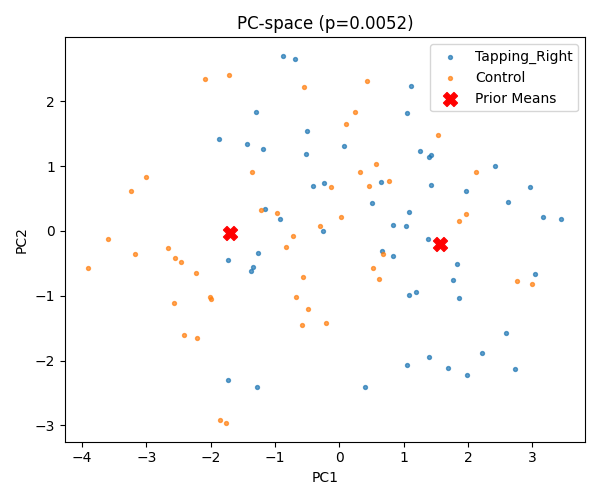 PC-space (p=0.0052)
Tapping_Right
Control
Prior Means
PC2
2
1
0
−1
−2
−3
−4 −3 −2 −1 0 1 2 3
PC1